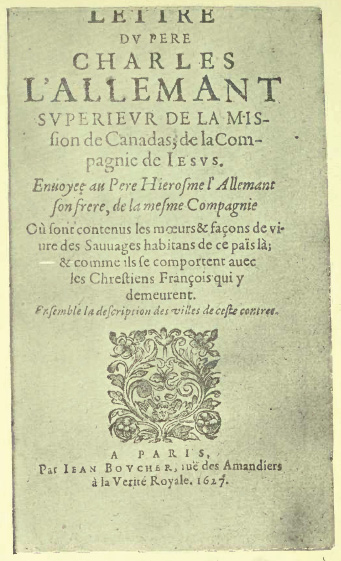 LETTRE
DV PERE
CHARLES
L'ALLEMANT
SVPERIEVR DE LA MIS-
sion de Canadas; de la Com-
pagnie de IESVS.
Enuoyee au Pere Hierosme l'Allemant
son frere, de la mesme Compagnie
Où sont contenus les mœurs & façons de vi-
ure des Sauuages habitans de ce païs là;
& comme ils se comportent auec
les Chrestiens François qui y
demeurent.
Ensemble la description des villes de ceste contree.
A PARIS,
Par IEAN BOVCHER, ruë des Amandiers
à la Verité Royale. 1627.